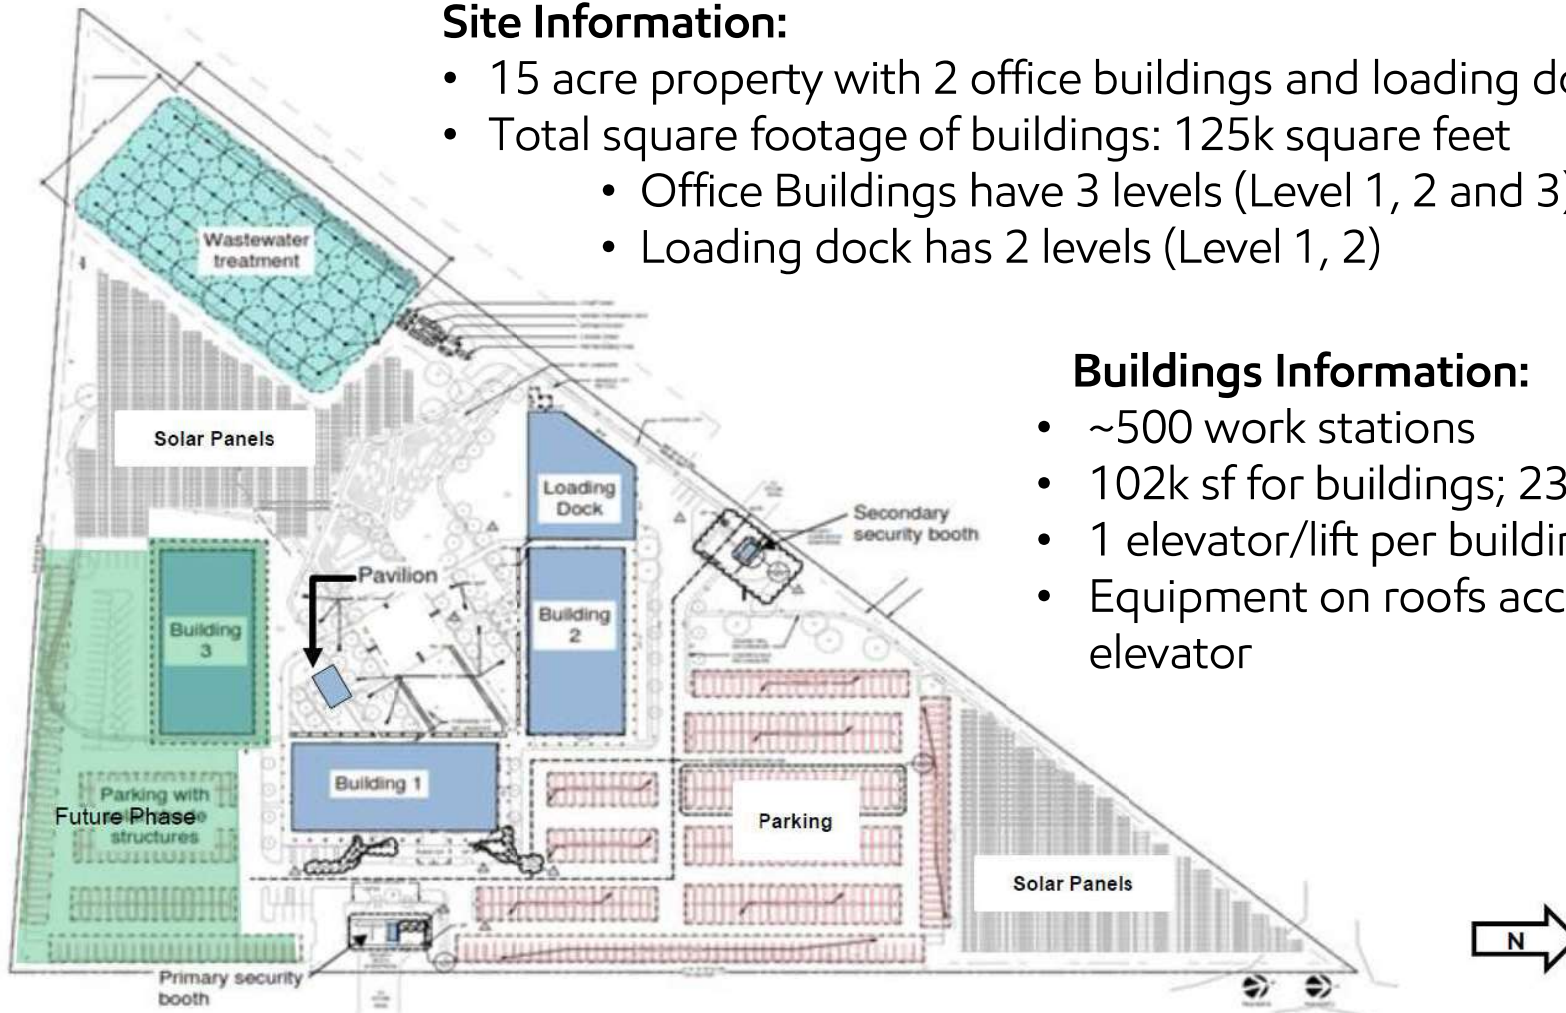 Site Information:
• 15 acre property with 2 office buildings and loading do
• Total square footage of buildings: 125k square feet
• Office Buildings have 3 levels (Level 1, 2 and 3)
• Loading dock has 2 levels (Level 1, 2)
Wastewater
treatment
Buildings Information:
• ~500 work stations
• 102k sf for buildings; 23
• 1 elevator/lift per buildin
• Equipment on roofs acc
elevator
Solar Panels
Loading
Dock
Secondary
security booth
Pavilion
Building
3
Building
2
Building 1
Parking with
Future Phase
structures
Parking
Solar Panels
N
Primary security
booth